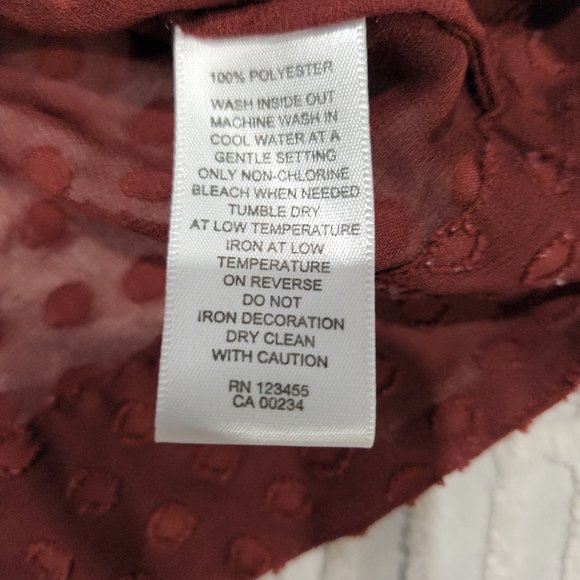 100% POLYESTER
WASH INSIDE OUT
MACHINE WASH IN
COOL WATER AT A
GENTLE SETTING
ONLY NON-CHLORINE
BLEACH WHEN NEEDED
TUMBLE DRY
AT LOW TEMPERATURE
IRON AT LOW
TEMPERATURE
ON REVERSE
DO NOT
IRON DECORATION
DRY CLEAN
WITH CAUTION
RN 123455
CA 00234